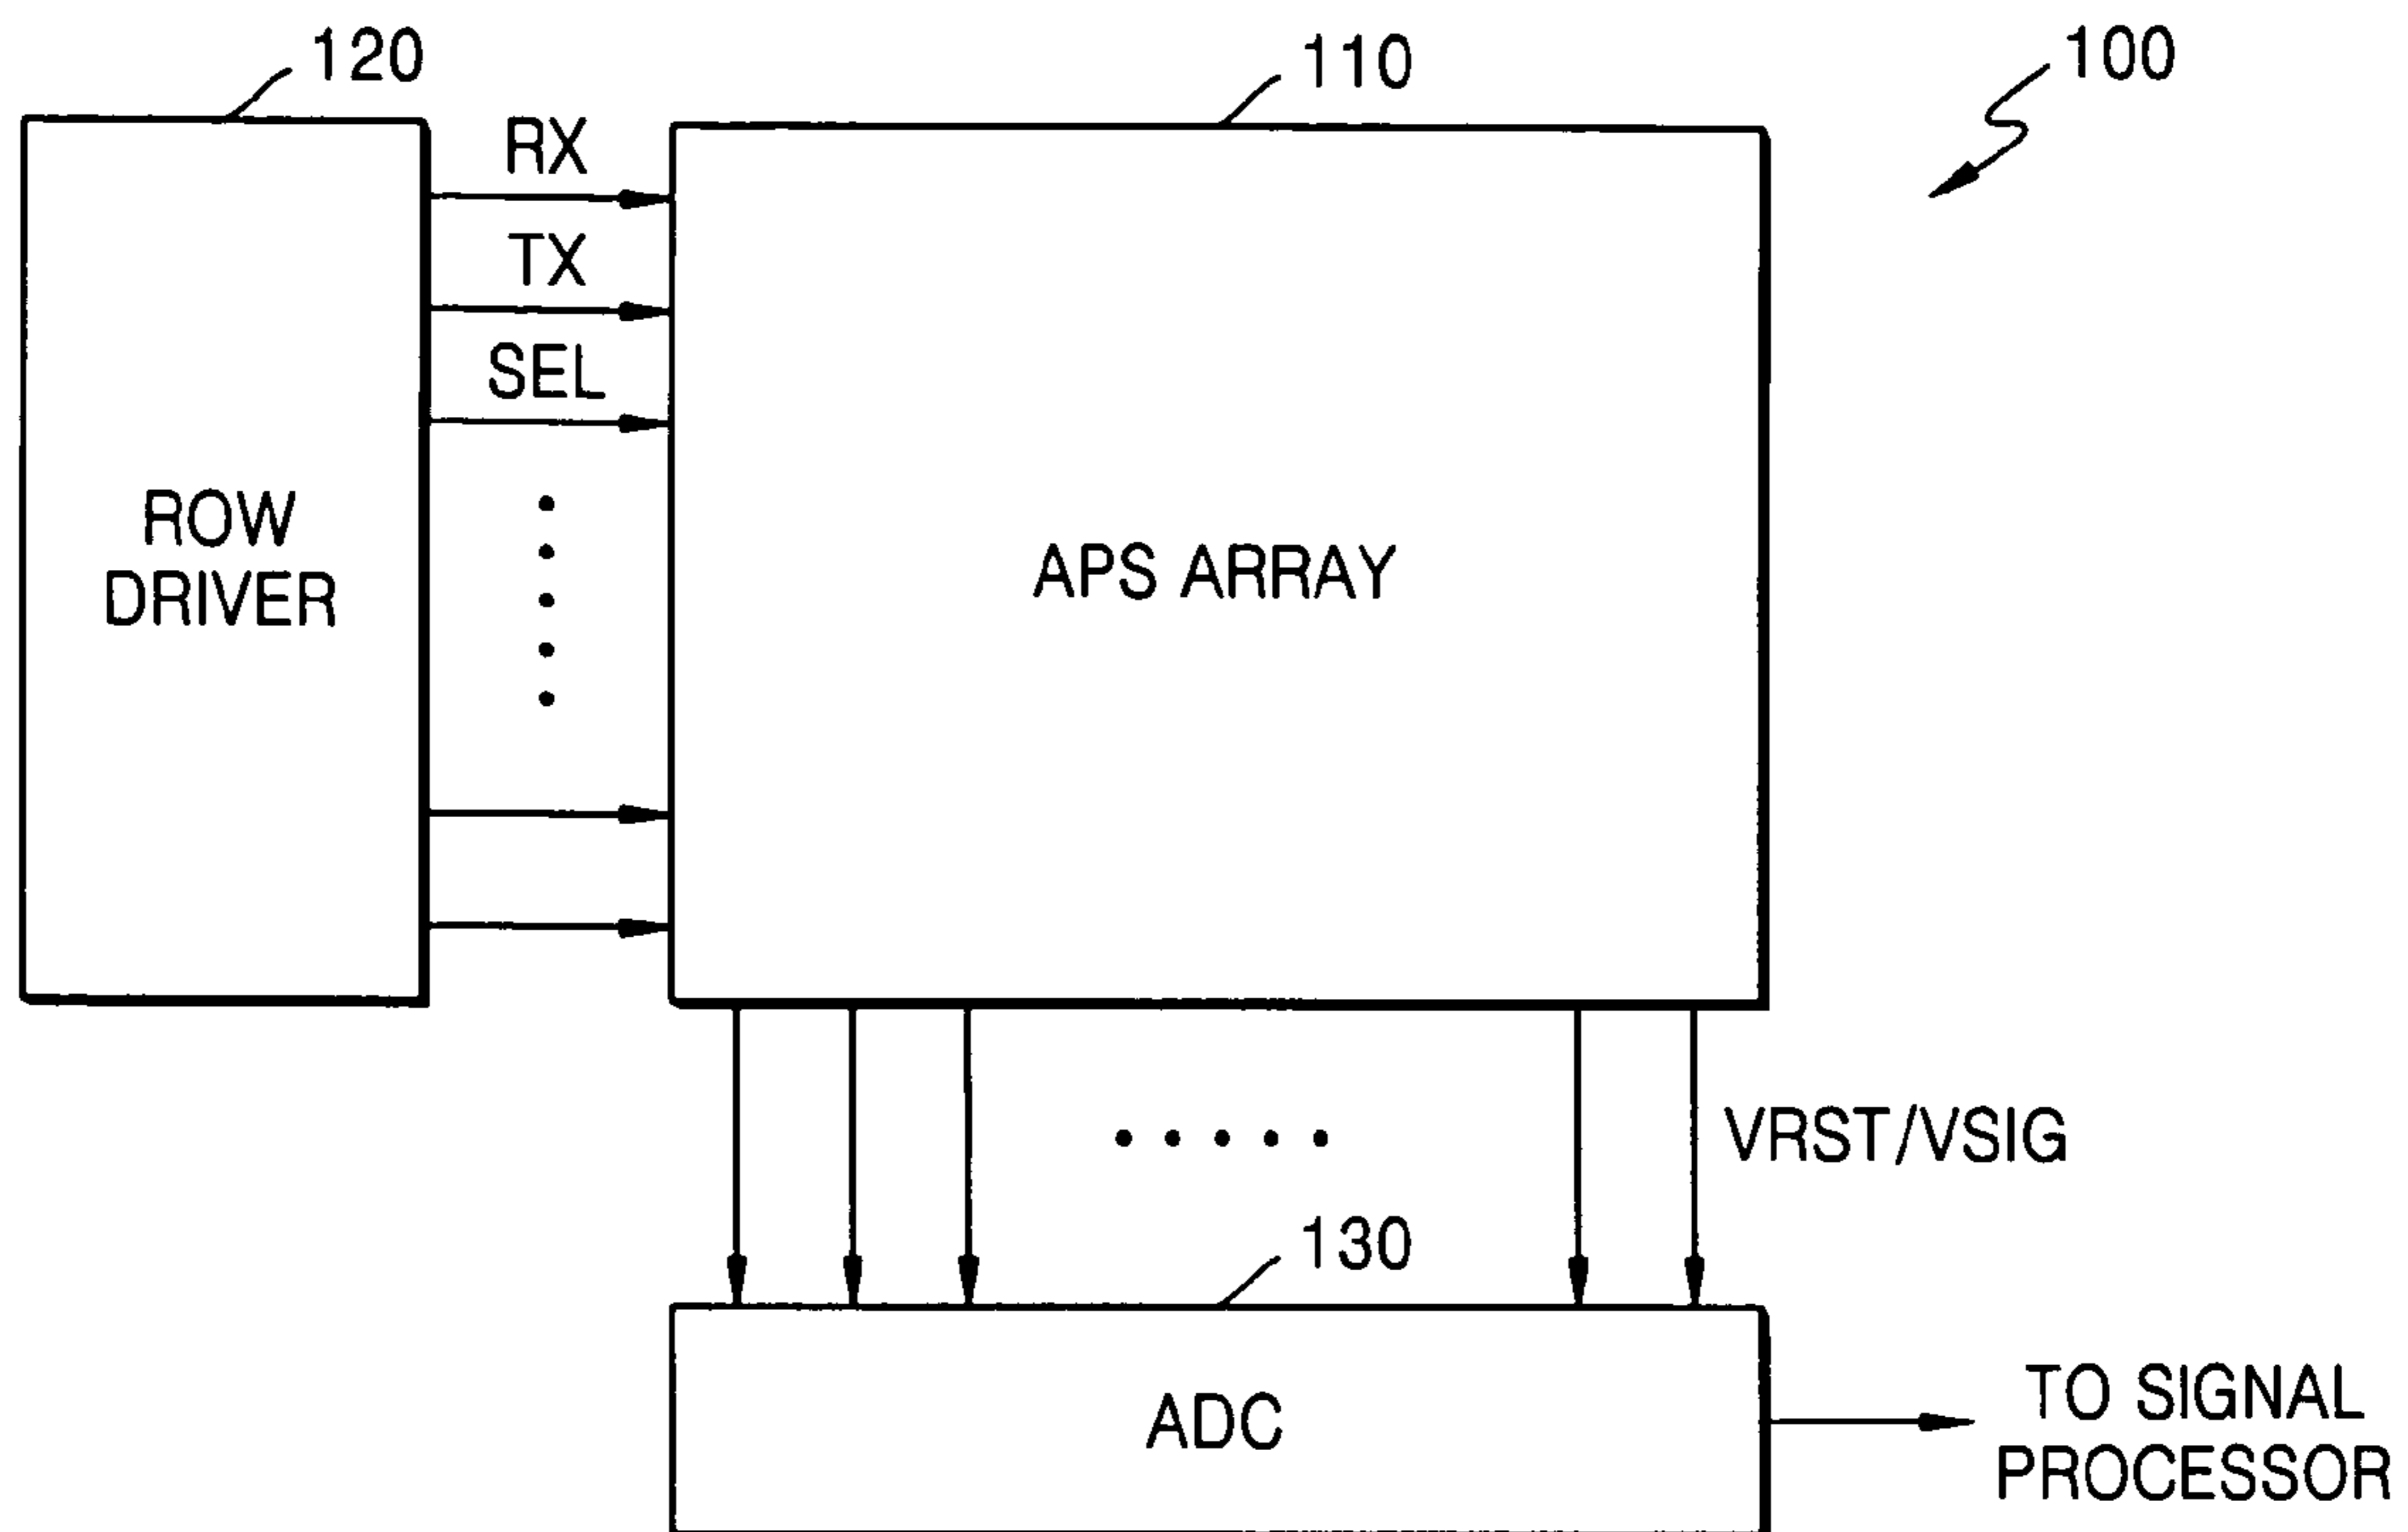 120
110
100
RX
TX
SEL
ROW
DRIVER
APS ARRAY
VRST/VSIG
130
ADC
TO SIGNAL
PROCESSOR